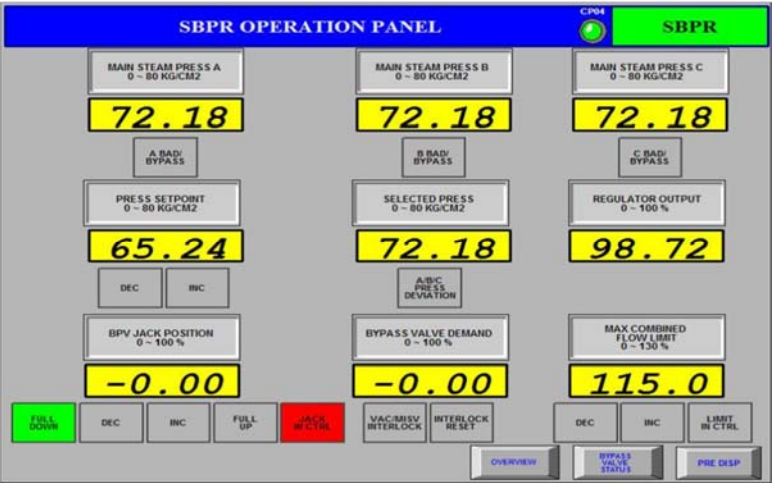 SBPR OPERATION PANEL
CP04
SBPR
MAIN STEAM PRESS A
0 ~ 80 KG/CM2
MAIN STEAM PRESS B
0 ~ 80 KG/CM2
MAIN STEAM PRESS C
0 ~ 80 KG/CM2
72.18
72.18
72.18
A BAD/
BYPASS
B BAD/
BYPASS
C BAD/
BYPASS
PRESS SETPOINT
0 ~ 80 KG/CM2
SELECTED PRESS
0 ~ 80 KG/CM2
REGULATOR OUTPUT
0 ~ 100 %
65.24
72.18
98.72
DEC
INC
A/B/C
PRESS
DEVIATION
BPV JACK POSITION
0 ~ 100 %
BYPASS VALVE DEMAND
0 ~ 100 %
MAX COMBINED
FLOW LIMIT
0 ~ 130 %
-0.00
-0.00
115.0
FULL
DOWN
DEC
INC
FULL
UP
JACK
IN CTRL
VAC/MISV
INTERLOCK
INTERLOCK
RESET
DEC
INC
LIMIT
IN CTRL
OVERVIEW
BYPASS
VALVE
STATUS
PRE DISP